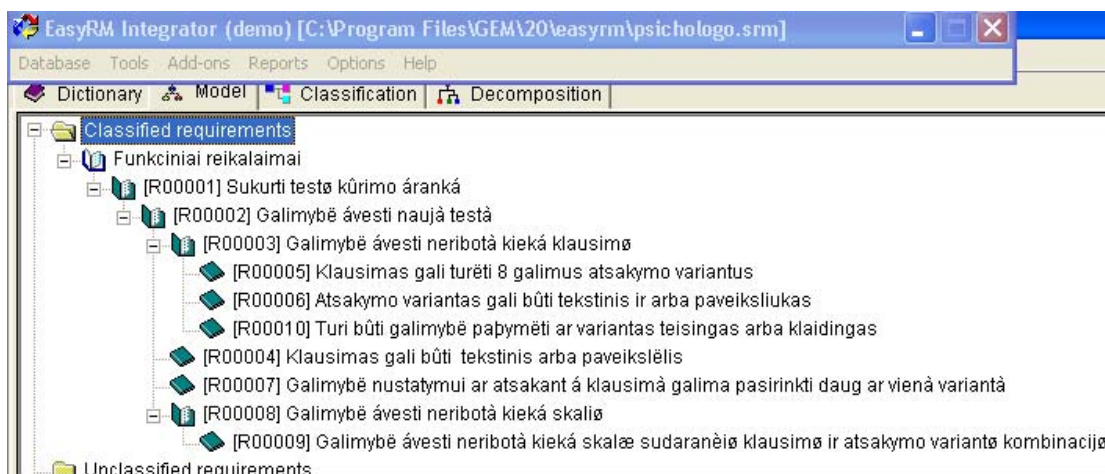 EasyRM Integrator (demo) [C:\Program Files\GEM\20\easyrm\psichologo.srm]
Database Tools Add-ons Reports Options Help
Dictionary Model Classification Decomposition
Classified requirements
Funkciniai reikalaimai
[R00001] Sukurti testø kûrimo áranká
[R00002] Galimybë ávesti naujà testà
[R00003] Galimybë ávesti neribotà kieká klausimø
[R00005] Klausimas gali turëti 8 galimus atsakymo variantus
[R00006] Atsakymo variantas gali bûti tekstinis ir arba paveiksliukas
[R00010] Turi bûti galimybë paþymëti ar variantas teisingas arba klaidingas
[R00004] Klausimas gali bûti tekstinis arba paveikslëlis
[R00007] Galimybë nustatymui ar atsakant á klausimà galima pasirinkti daug ar vienà variantà
[R00008] Galimybë ávesti neribotà kieká skaliø
[R00009] Galimybë ávesti neribotà kieká skalæ sudaranèiø klausimø ir atsakymo variantø kombinacijø
Unclassified requirements